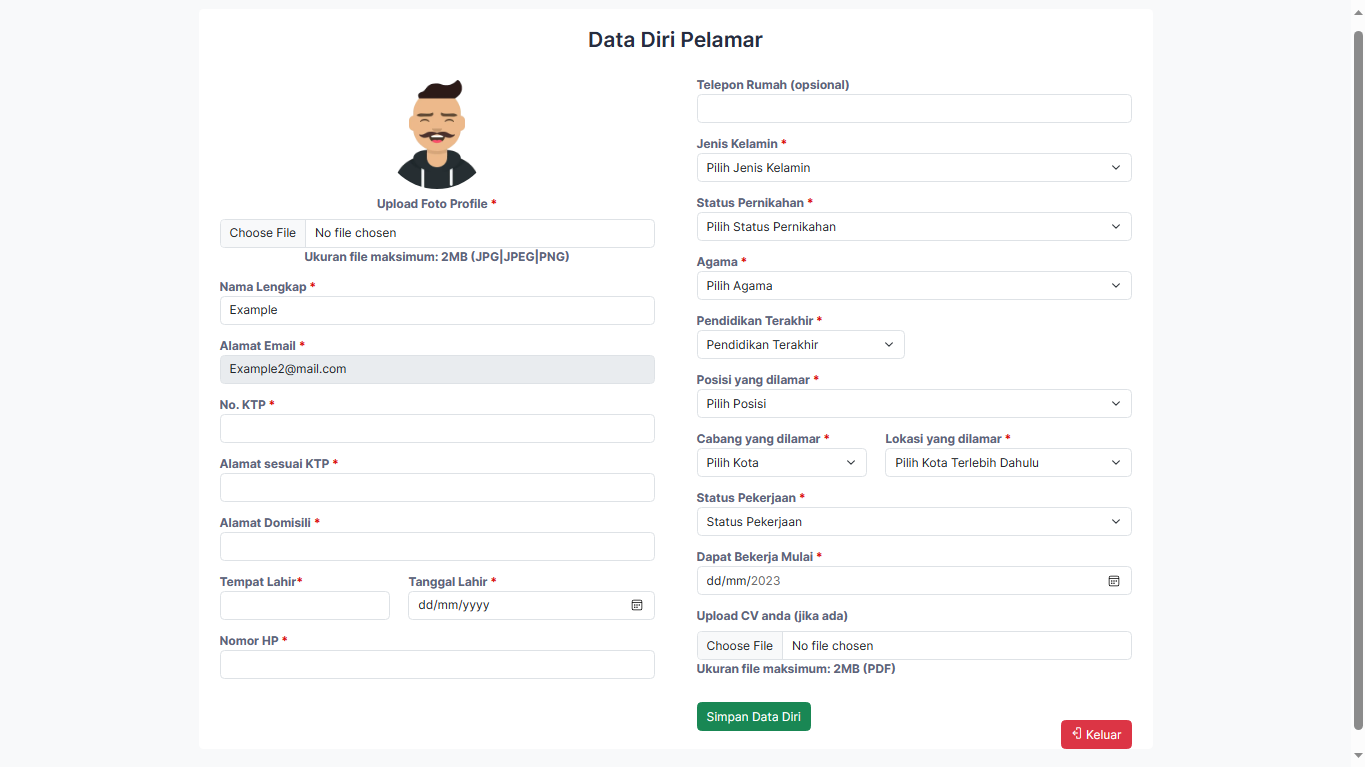 Data Diri Pelamar
Upload Foto Profile *
Choose File No file chosen
Ukuran file maksimum: 2MB (JPG|JPEG|PNG)
Nama Lengkap *
Example
Alamat Email *
Example2@mail.com
No. KTP *
Alamat sesuai KTP *
Alamat Domisili *
Tempat Lahir* Tanggal Lahir *
dd/mm/yyyy
Nomor HP *
Telepon Rumah (opsional)
Jenis Kelamin *
Pilih Jenis Kelamin
Status Pernikahan *
Pilih Status Pernikahan
Agama *
Pilih Agama
Pendidikan Terakhir *
Pendidikan Terakhir
Posisi yang dilamar *
Pilih Posisi
Cabang yang dilamar * Lokasi yang dilamar *
Pilih Kota Pilih Kota Terlebih Dahulu
Status Pekerjaan *
Status Pekerjaan
Dapat Bekerja Mulai *
dd/mm/2023
Upload CV anda (jika ada)
Choose File No file chosen
Ukuran file maksimum: 2MB (PDF)
Simpan Data Diri
Keluar